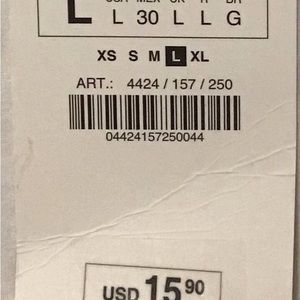 L
L 30 L L G
XS S M L XL
ART.: 4424 / 157 / 250
04424157250044
USD 15.90